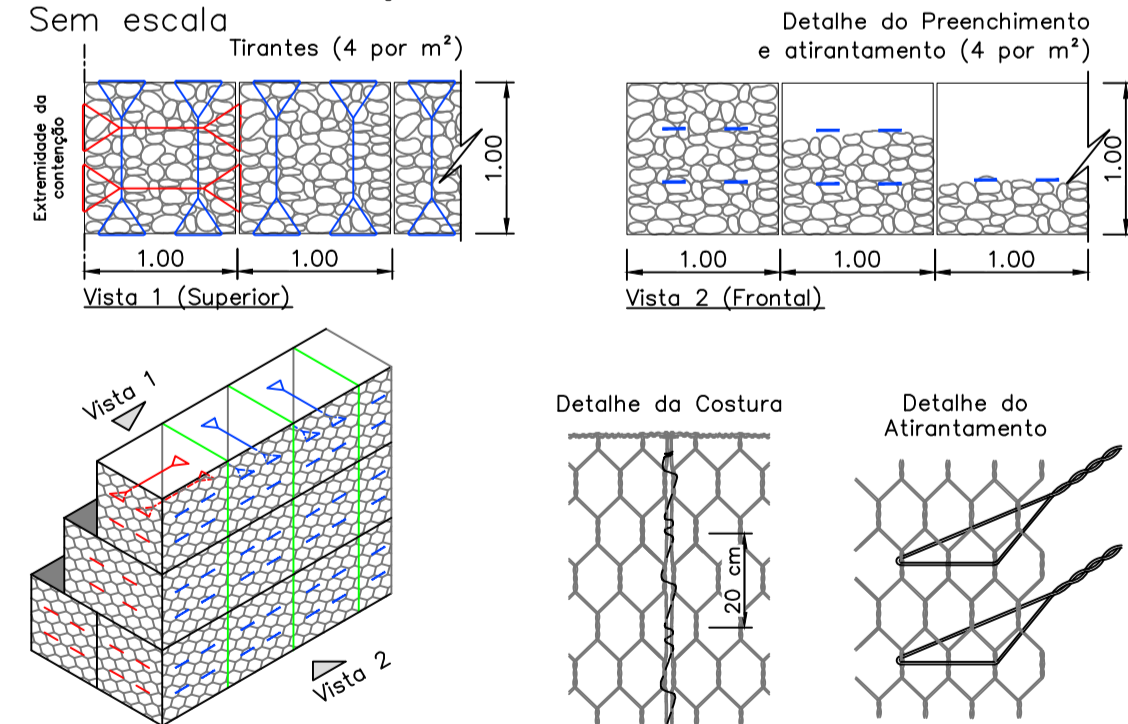 Sem escala
Tirantes (4 por m²)
Extremidade da
contenção
1.00
1.00
1.00
Vista 1 (Superior)
Detalhe do Preenchimento
e atirantamento (4 por m²)
1.00
1.00
1.00
1.00
Vista 2 (Frontal)
Vista 1
Vista 2
Detalhe da Costura
20 cm
Detalhe do
Atirantamento